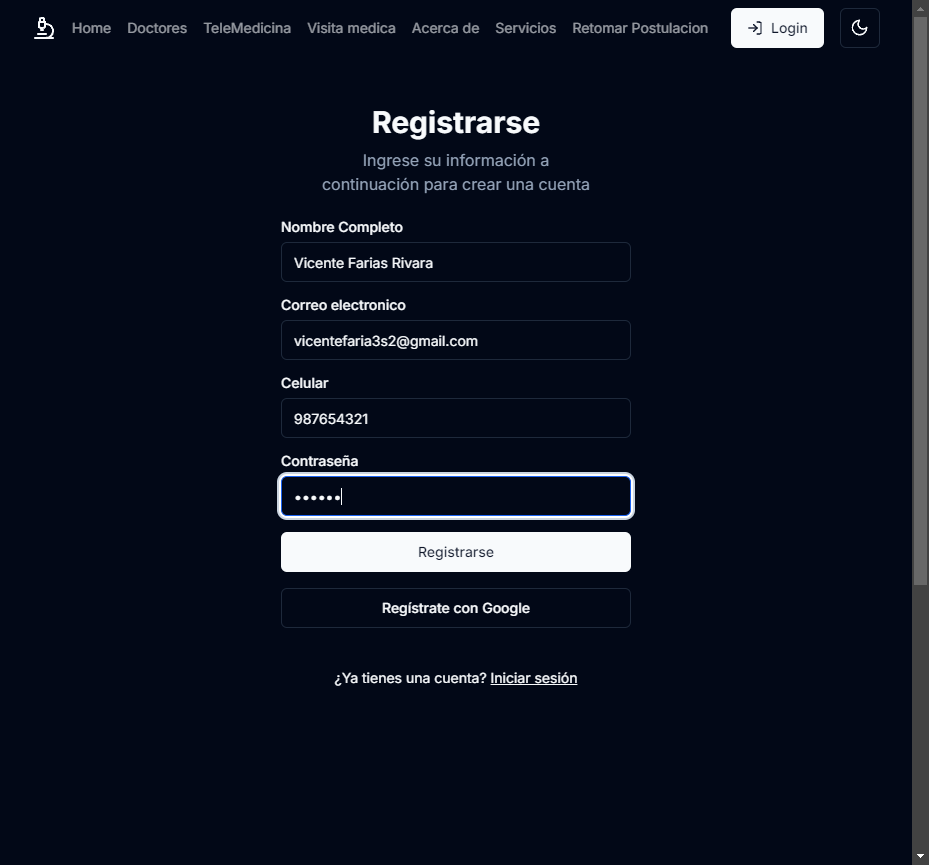 Home Doctores TeleMedicina Visita medica Acerca de Servicios Retomar Postulacion Login
Registrarse
Ingrese su información a
continuación para crear una cuenta
Nombre Completo
Vicente Farias Rivara
Correo electronico
vicentefaria3s2@gmail.com
Celular
987654321
Contraseña
••••••
Registrarse
Regístrate con Google
¿Ya tienes una cuenta? Iniciar sesión